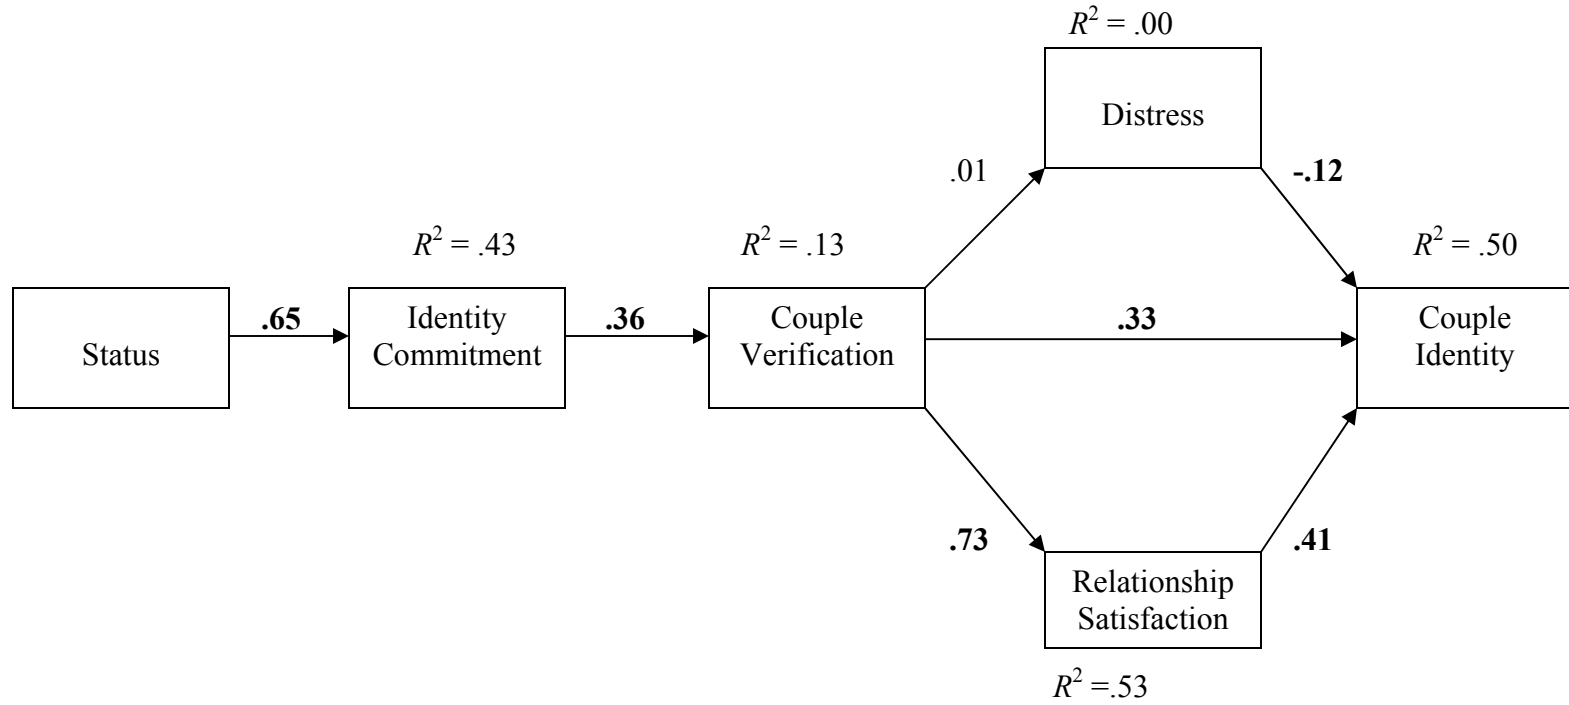 R² = .00
Distress
.01
-.12
R² = .43
R² = .13
R² = .50
Status
.65
Identity
Commitment
.36
Couple
Verification
.33
Couple
Identity
.73
.41
Relationship
Satisfaction
R² =.53